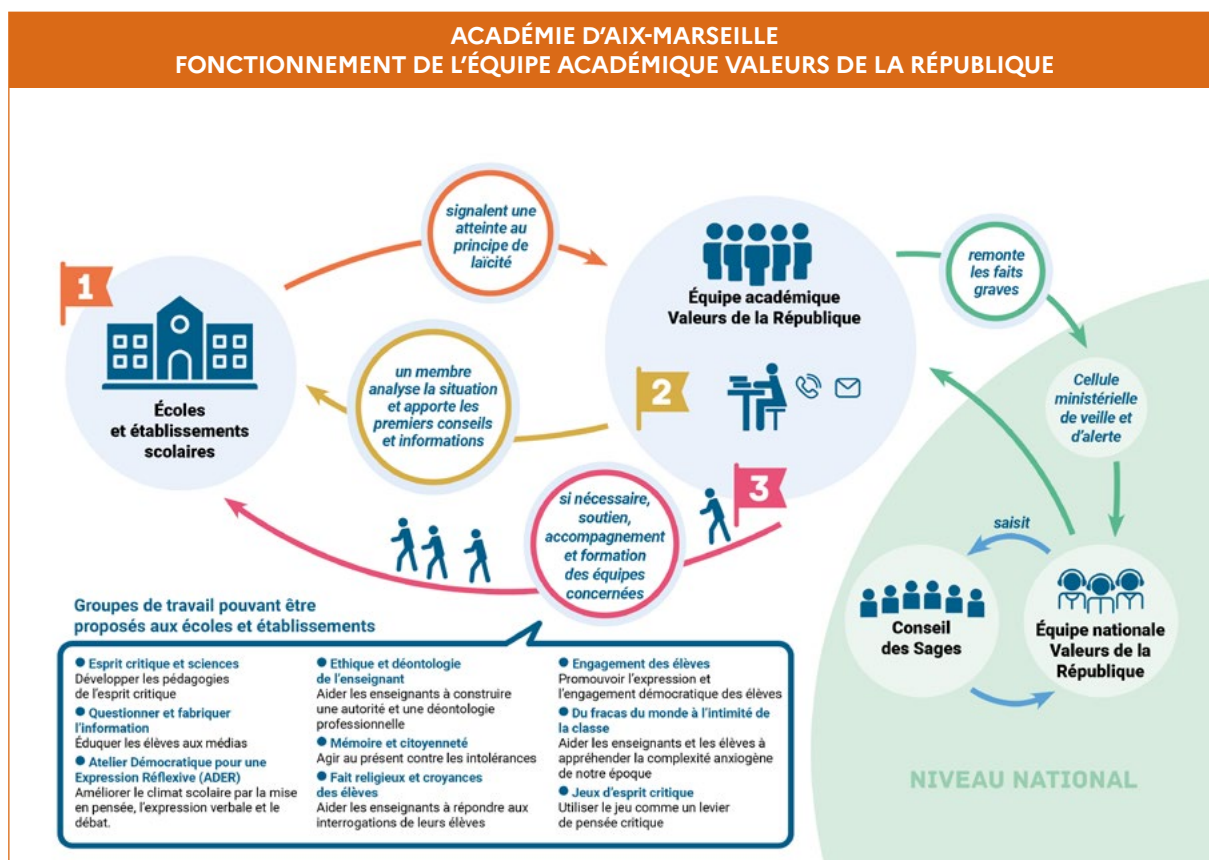 ACADÉMIE D'AIX-MARSEILLE
FONCTIONNEMENT DE L'ÉQUIPE ACADÉMIQUE VALEURS DE LA RÉPUBLIQUE
1
Écoles
et établissements
scolaires
signalent une
atteinte au
principe de
laïcité
Équipe académique
Valeurs de la République
remonte
les faits
graves
un membre
analyse la situation
et apporte les
premiers conseils
et informations
2
Cellule
ministérielle
de veille et
d'alerte
3
si nécessaire,
soutien,
accompagnement
et formation
des équipes
concernées
saisit
Conseil
des Sages
Équipe nationale
Valeurs de la
République
NIVEAU NATIONAL
Groupes de travail pouvant être
proposés aux écoles et établissements
● Esprit critique et sciences
Développer les pédagogies
de l'esprit critique
● Questionner et fabriquer
l'information
Éduquer les élèves aux médias
● Atelier Démocratique pour une
Expression Réflexive (ADER)
Améliorer le climat scolaire par la mise
en pensée, l'expression verbale et le
débat.
● Ethique et déontologie
de l'enseignant
Aider les enseignants à construire
une autorité et une déontologie
professionnelle
● Mémoire et citoyenneté
Agir au présent contre les intolérances
● Fait religieux et croyances
des élèves
Aider les enseignants à répondre aux
interrogations de leurs élèves
● Engagement des élèves
Promouvoir l'expression et
l'engagement démocratique des élèves
● Du fracas du monde à l'intimité de
la classe
Aider les enseignants et les élèves à
appréhender la complexité anxiogène
de notre époque
● Jeux d'esprit critique
Utiliser le jeu comme un levier
de pensée critique